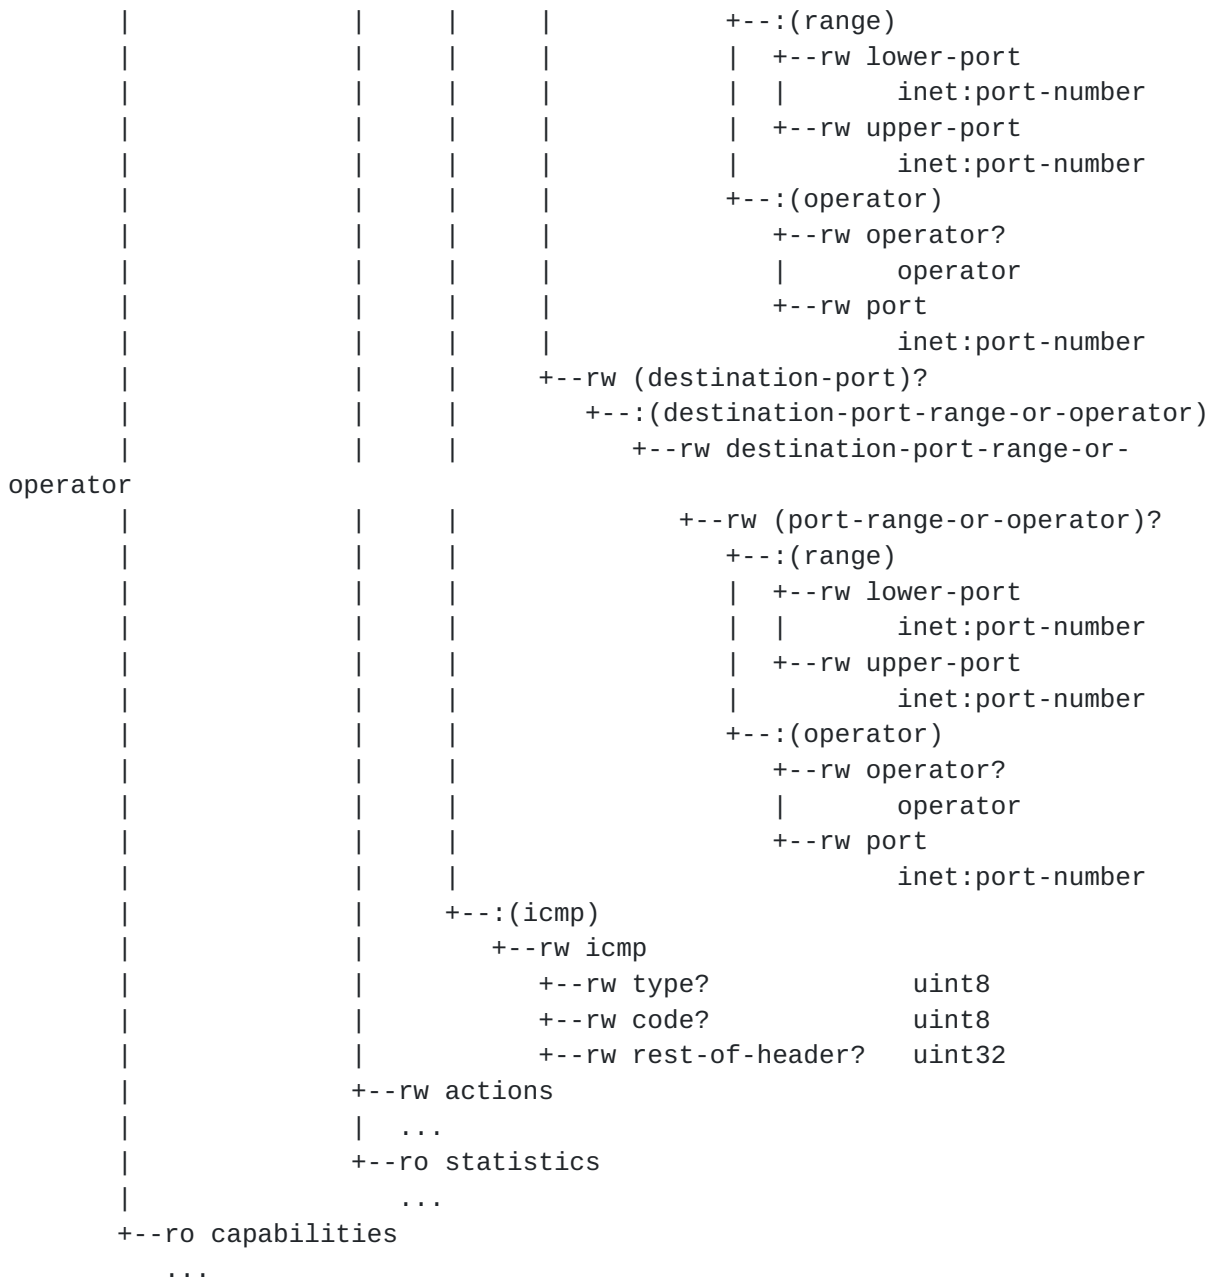 |              |     |     |           +--:(range)
|              |     |     |           |  +--rw lower-port
|              |     |     |           |  |       inet:port-number
|              |     |     |           |  +--rw upper-port
|              |     |     |           |          inet:port-number
|              |     |     |           +--:(operator)
|              |     |     |              +--rw operator?
|              |     |     |              |       operator
|              |     |     |              +--rw port
|              |     |     |                      inet:port-number
|              |     |     +--rw (destination-port)?
|              |     |        +--:(destination-port-range-or-operator)
|              |     |           +--rw destination-port-range-or-
operator
|              |     |              +--rw (port-range-or-operator)?
|              |     |                 +--:(range)
|              |     |                 |  +--rw lower-port
|              |     |                 |  |       inet:port-number
|              |     |                 |  +--rw upper-port
|              |     |                 |          inet:port-number
|              |     |                 +--:(operator)
|              |     |                    +--rw operator?
|              |     |                    |       operator
|              |     |                    +--rw port
|              |     |                            inet:port-number
|              |     +--:(icmp)
|              |        +--rw icmp
|              |           +--rw type?             uint8
|              |           +--rw code?             uint8
|              |           +--rw rest-of-header?   uint32
|              +--rw actions
|              |  ...
|              +--ro statistics
|                 ...
+--ro capabilities
   ...